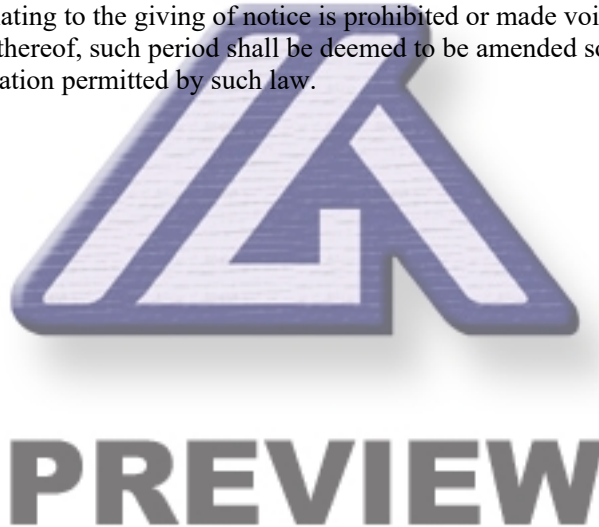 ating to the giving of notice is prohibited or made voi
thereof, such period shall be deemed to be amended so
ation permitted by such law.
PREVIEW